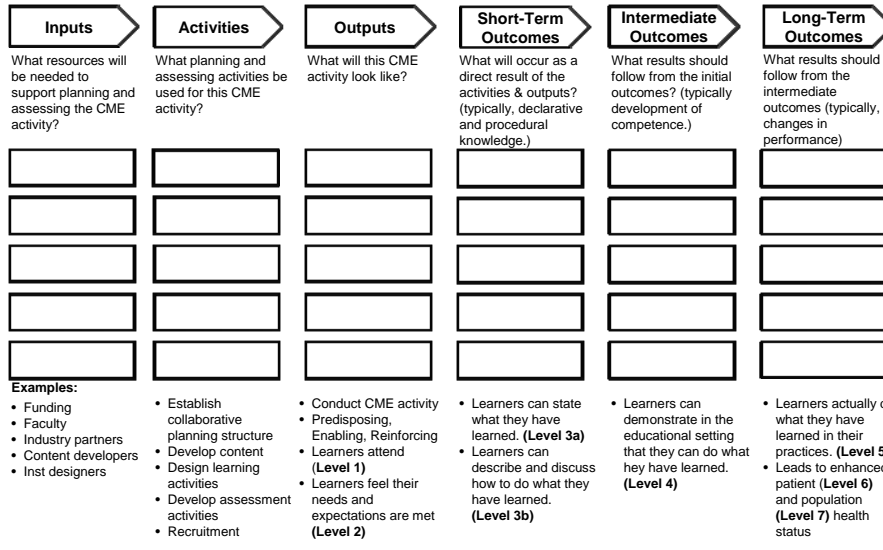 Inputs
What resources will
be needed to
support planning and
assessing the CME
activity?
Activities
What planning and
assessing activities be
used for this CME
activity?
Outputs
What will this CME
activity look like?
Short-Term
Outcomes
What will occur as a
direct result of the
activities & outputs?
(typically, declarative
and procedural
knowledge.)
Intermediate
Outcomes
What results should
follow from the initial
outcomes? (typically
development of
competence.)
Long-Term
Outcomes
What results should
follow from the
intermediate
outcomes (typically,
changes in
performance)
Examples:
• Funding
• Faculty
• Industry partners
• Content developers
• Inst designers
• Establish
collaborative
planning structure
• Develop content
• Design learning
activities
• Develop assessment
activities
• Recruitment
• Conduct CME activity
• Predisposing,
Enabling, Reinforcing
• Learners attend
(Level 1)
• Learners feel their
needs and
expectations are met
(Level 2)
• Learners can state
what they have
learned. (Level 3a)
• Learners can
describe and discuss
how to do what they
have learned.
(Level 3b)
• Learners can
demonstrate in the
educational setting
that they can do what
hey have learned.
(Level 4)
• Learners actually
what they have
learned in their
practices. (Level 5
• Leads to enhanced
patient (Level 6)
and population
(Level 7) health
status